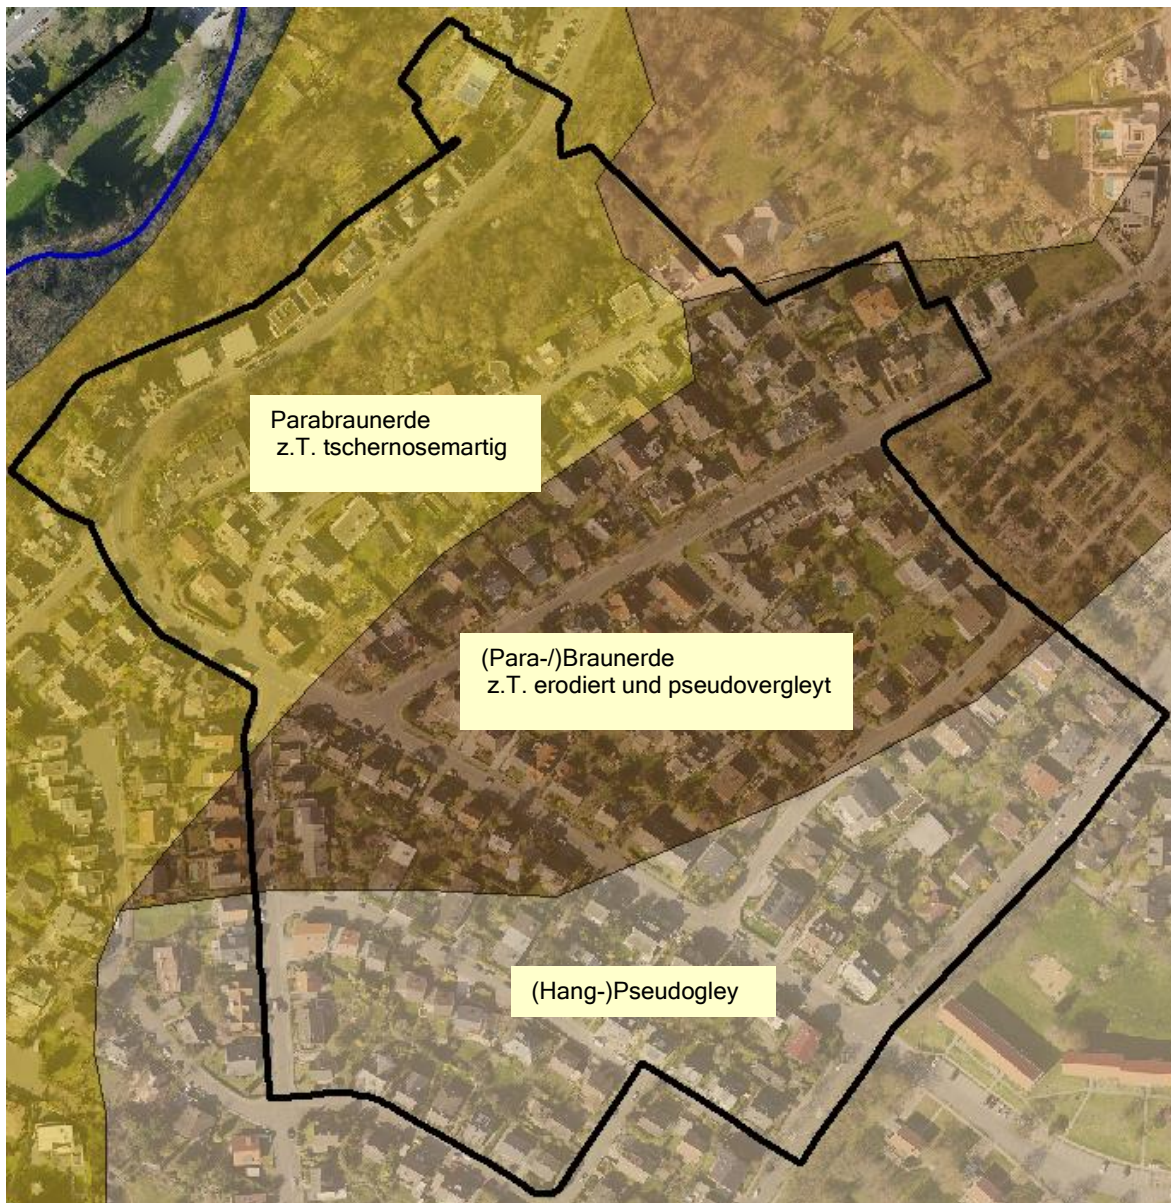 Parabraunerde
z.T. tschernosemartig
(Para-/)Braunerde
z.T. erodiert und pseudovergleyt
(Hang-)Pseudogley